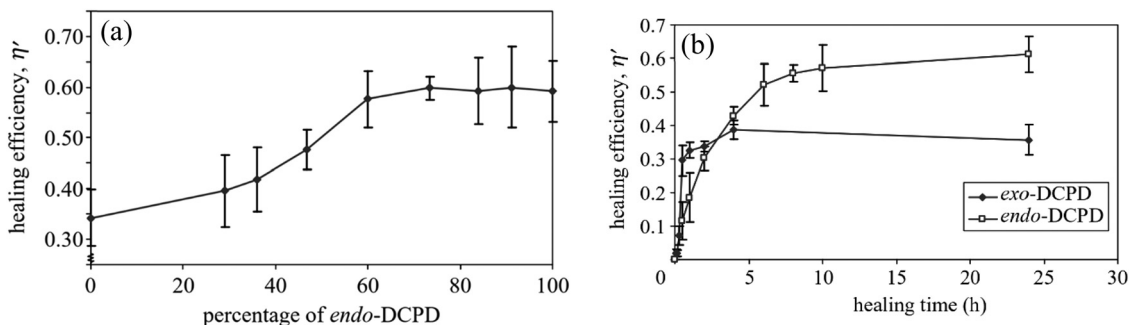 (a)
healing efficiency, η′
0.70
0.60
0.50
0.40
0.30
0 20 40 60 80 100
percentage of endo-DCPD
(b)
healing efficiency, η′
0.7
0.6
0.5
0.4
0.3
0.2
0.1
0 5 10 15 20 25 30
healing time (h)
exo-DCPD
endo-DCPD